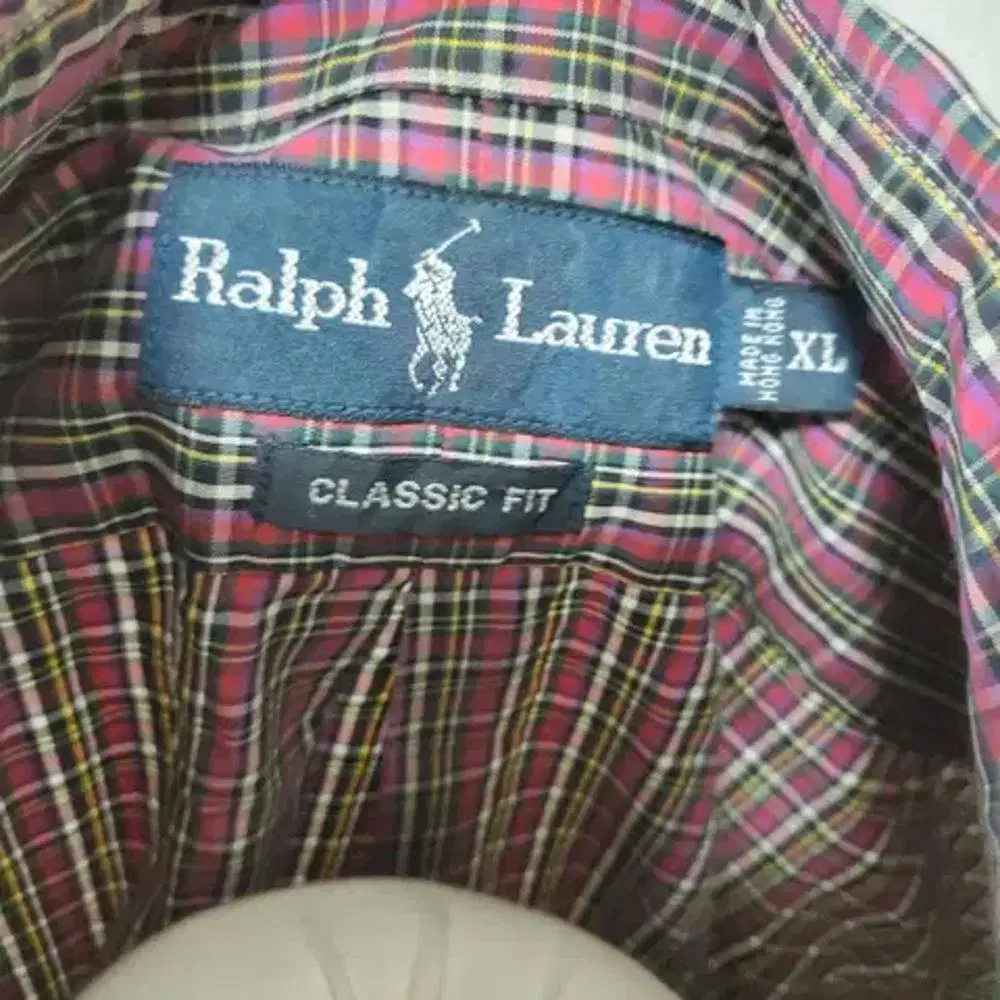 Ralph Lauren
MADE IN
HONG KONG
XL
CLASSIC FIT